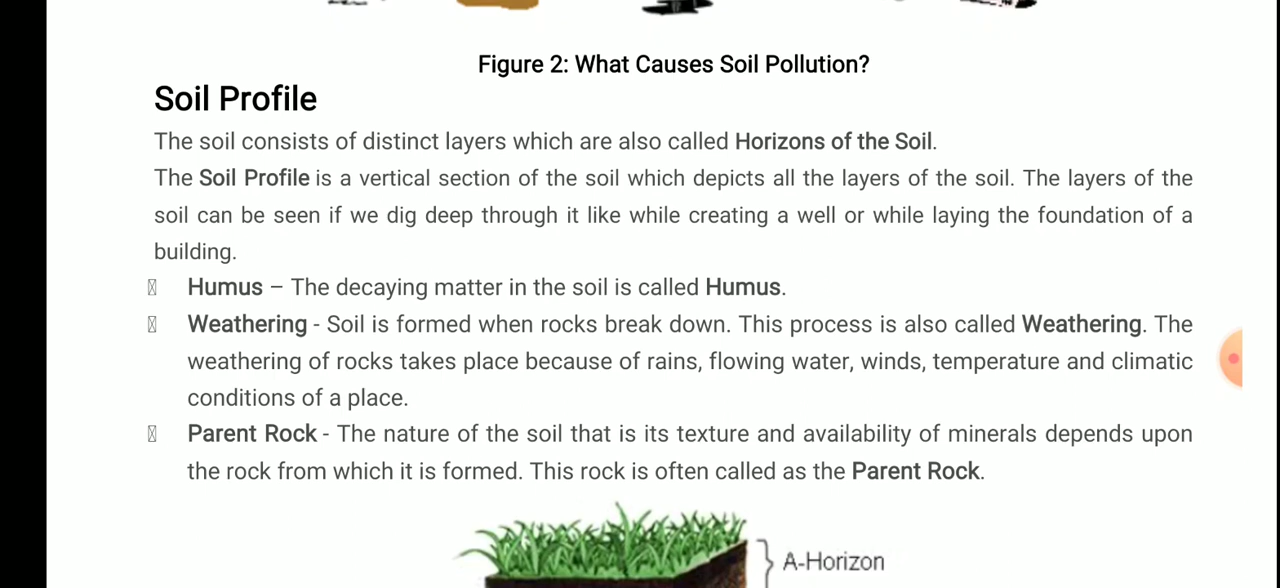 Figure 2: What Causes Soil Pollution?
Soil Profile
The soil consists of distinct layers which are also called Horizons of the Soil.
The Soil Profile is a vertical section of the soil which depicts all the layers of the soil. The layers of the
soil can be seen if we dig deep through it like while creating a well or while laying the foundation of a
building.
Humus – The decaying matter in the soil is called Humus.
Weathering - Soil is formed when rocks break down. This process is also called Weathering. The
weathering of rocks takes place because of rains, flowing water, winds, temperature and climatic
conditions of a place.
Parent Rock - The nature of the soil that is its texture and availability of minerals depends upon
the rock from which it is formed. This rock is often called as the Parent Rock.
A-Horizon